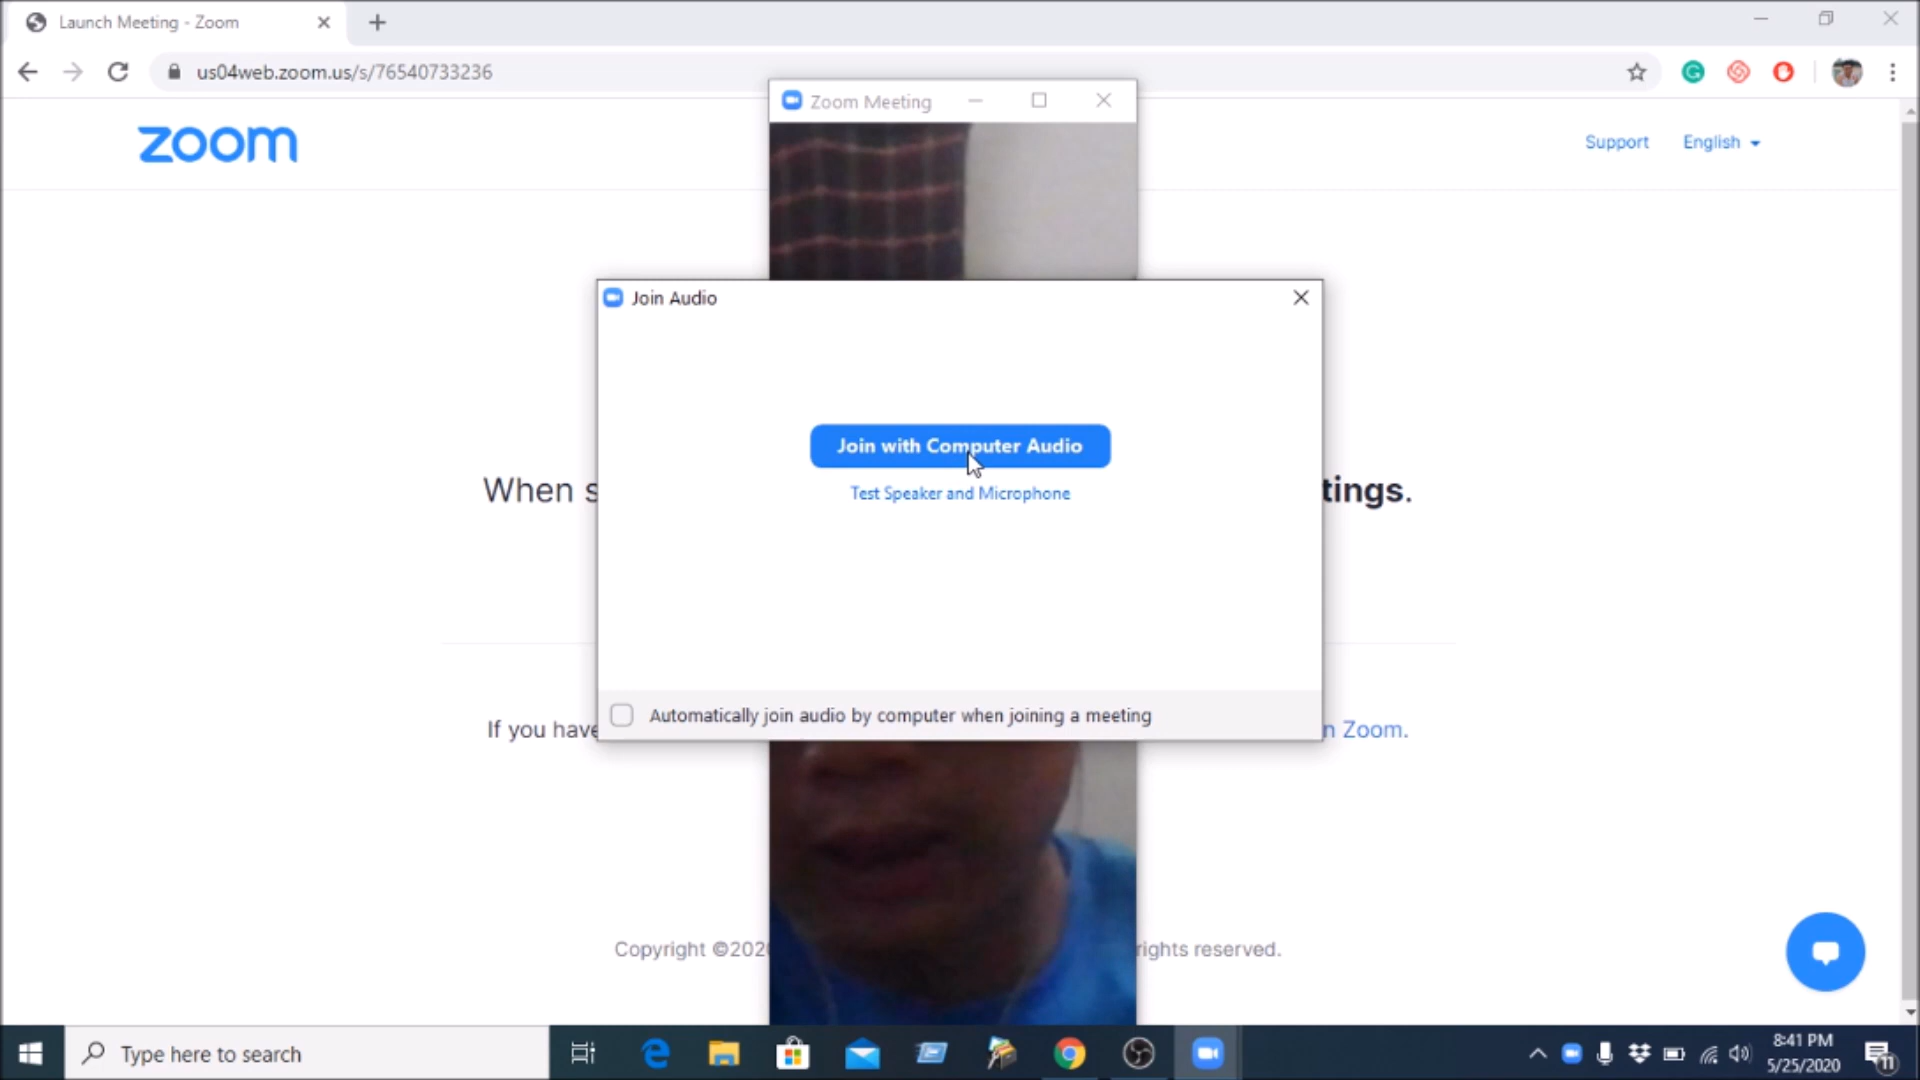 Launch Meeting - Zoom
us04web.zoom.us/s/76540733236
Zoom Meeting
zoom
Support
English
Join Audio
Join with Computer Audio
Test Speaker and Microphone
When s
tings.
Automatically join audio by computer when joining a meeting
If you have
n Zoom.
Copyright ©202
rights reserved.
Type here to search
8:41 PM
5/25/2020
11